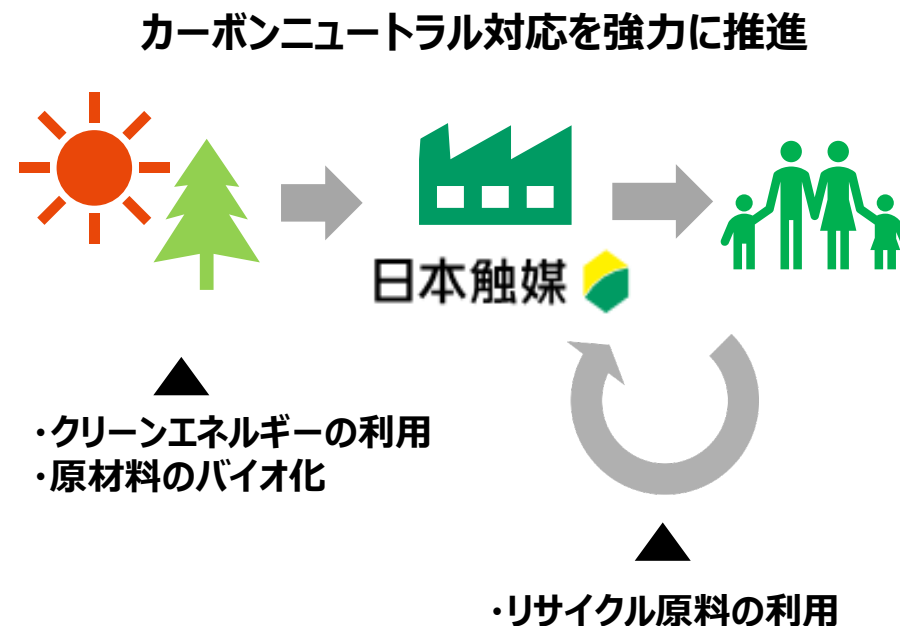 カーボンニュートラル対応を強力に推進
日本触媒
・クリーンエネルギーの利用
・原材料のバイオ化
・リサイクル原料の利用